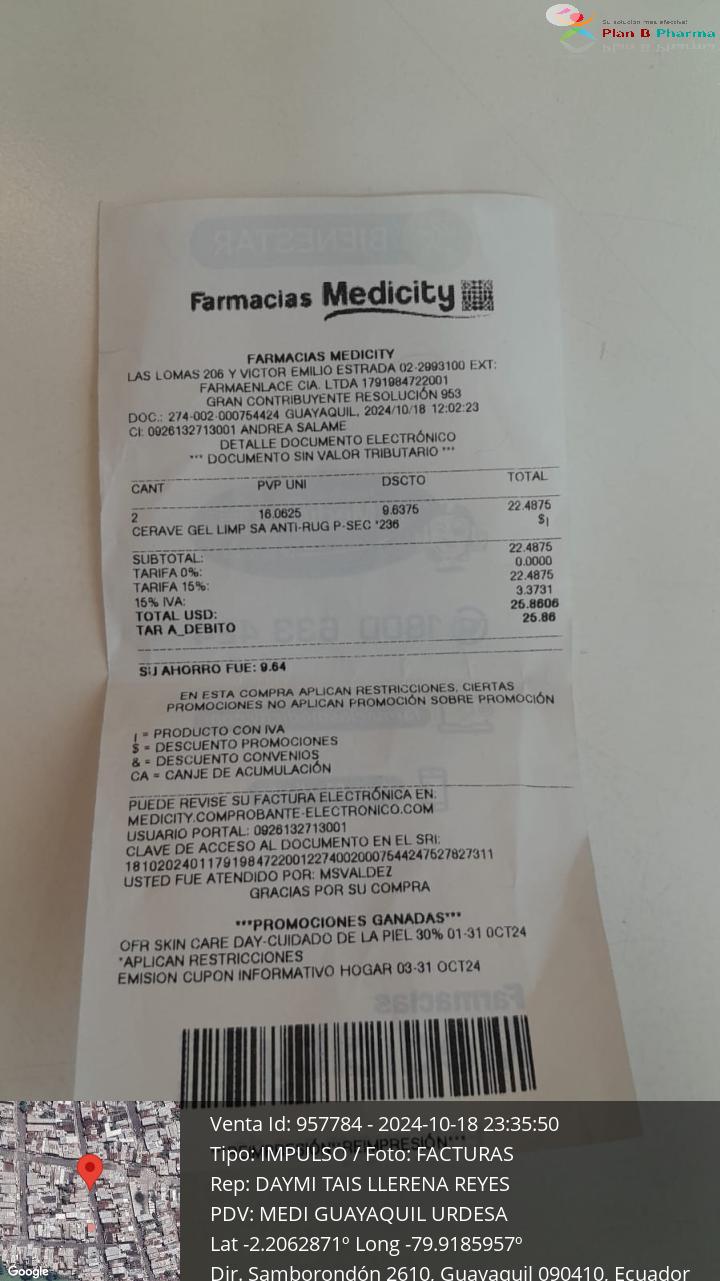 Su solución más efectiva!
Plan B Pharma
BIENESTAR
Farmacias Medicity
FARMACIAS MEDICITY
LAS LOMAS 206 Y VICTOR EMILIO ESTRADA 02-2993100 EXT:
FARMAENLACE CIA. LTDA 1791984722001
GRAN CONTRIBUYENTE RESOLUCIÓN 953
DOC.: 274-002-000754424 GUAYAQUIL, 2024/10/18 12:02:23
CI: 0926132713001 ANDREA SALAME
DETALLE DOCUMENTO ELECTRÓNICO
*** DOCUMENTO SIN VALOR TRIBUTARIO ***
CANT PVP UNI DSCTO TOTAL
2 16.0625 9.6375 22.4875
CERAVE GEL LIMP SA ANTI-RUG P-SEC *236 $¡
SUBTOTAL: 22.4875
TARIFA 0%: 0.0000
TARIFA 15%: 22.4875
15% IVA: 3.3731
TOTAL USD: 25.8606
TAR A_DEBITO 25.86
SU AHORRO FUE: 9.64
EN ESTA COMPRA APLICAN RESTRICCIONES, CIERTAS
PROMOCIONES NO APLICAN PROMOCIÓN SOBRE PROMOCIÓN
¡ = PRODUCTO CON IVA
$ = DESCUENTO PROMOCIONES
& = DESCUENTO CONVENIOS
CA = CANJE DE ACUMULACIÓN
PUEDE REVISE SU FACTURA ELECTRÓNICA EN:
MEDICITY.COMPROBANTE-ELECTRONICO.COM
USUARIO PORTAL: 0926132713001
CLAVE DE ACCESO AL DOCUMENTO EN EL SRI:
1810202401179198472200122740020007544247527827311
USTED FUE ATENDIDO POR: MSVALDEZ
GRACIAS POR SU COMPRA
***PROMOCIONES GANADAS***
OFR SKIN CARE DAY-CUIDADO DE LA PIEL 30% 01-31 OCT24
*APLICAN RESTRICCIONES
EMISION CUPON INFORMATIVO HOGAR 03-31 OCT24
Farmacias
Venta Id: 957784 - 2024-10-18 23:35:50
Tipo: IMPULSO / Foto: FACTURAS
Rep: DAYMI TAIS LLERENA REYES
PDV: MEDI GUAYAQUIL URDESA
Lat -2.2062871º Long -79.9185957º
Dir. Samborondón 2610, Guayaquil 090410, Ecuador
Google